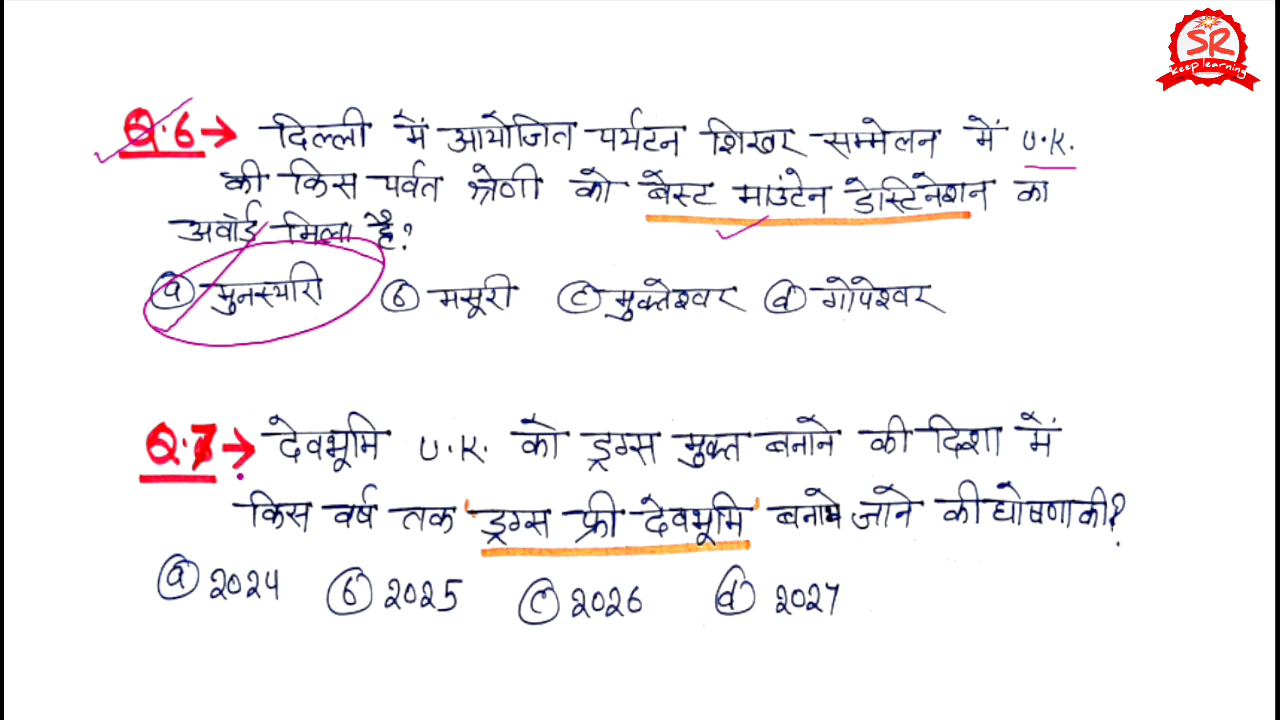 SR
Keep learning
Q.6→ दिल्ली में आयोजित पर्यटन शिखर सम्मेलन में U.K.
की किस पर्वत श्रेणी को बेस्ट माउंटेन डेस्टिनेशन का
अवॉर्ड मिला है?
ⓐ मुनस्यारी ⓑ मसूरी ⓒ मुक्तेश्वर ⓓ गोपेश्वर
Q.7→ देवभूमि U.K. को ड्रग्स मुक्त बनाने की दिशा में
किस वर्ष तक 'ड्रग्स फ्री देवभूमि' बनाये जाने की घोषणा की?
ⓐ 2024 ⓑ 2025 ⓒ 2026 ⓓ 2027